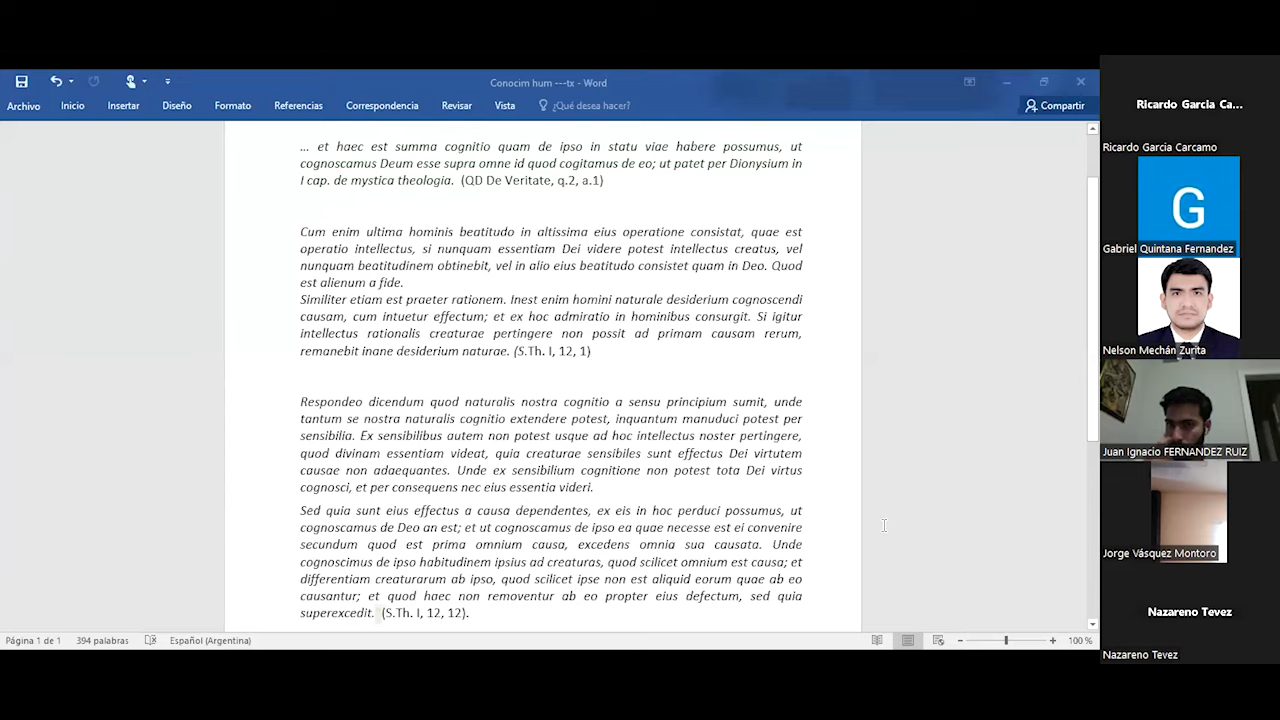 Conocim hum ---tx - Word
Archivo Inicio Insertar Diseño Formato Referencias Correspondencia Revisar Vista ¿Qué desea hacer? Compartir
... et haec est summa cognitio quam de ipso in statu viae habere possumus, ut
cognoscamus Deum esse supra omne id quod cogitamus de eo; ut patet per Dionysium in
I cap. de mystica theologia. (QD De Veritate, q.2, a.1)
Cum enim ultima hominis beatitudo in altissima eius operatione consistat, quae est
operatio intellectus, si nunquam essentiam Dei videre potest intellectus creatus, vel
nunquam beatitudinem obtinebit, vel in alio eius beatitudo consistet quam in Deo. Quod
est alienum a fide.
Similiter etiam est praeter rationem. Inest enim homini naturale desiderium cognoscendi
causam, cum intuetur effectum; et ex hoc admiratio in hominibus consurgit. Si igitur
intellectus rationalis creaturae pertingere non possit ad primam causam rerum,
remanebit inane desiderium naturae. (S.Th. I, 12, 1)
Respondeo dicendum quod naturalis nostra cognitio a sensu principium sumit, unde
tantum se nostra naturalis cognitio extendere potest, inquantum manuduci potest per
sensibilia. Ex sensibilibus autem non potest usque ad hoc intellectus noster pertingere,
quod divinam essentiam videat, quia creaturae sensibiles sunt effectus Dei virtutem
causae non adaequantes. Unde ex sensibilium cognitione non potest tota Dei virtus
cognosci, et per consequens nec eius essentia videri.
Sed quia sunt eius effectus a causa dependentes, ex eis in hoc perduci possumus, ut
cognoscamus de Deo an est; et ut cognoscamus de ipso ea quae necesse est ei convenire
secundum quod est prima omnium causa, excedens omnia sua causata. Unde
cognoscimus de ipso habitudinem ipsius ad creaturas, quod scilicet omnium est causa; et
differentiam creaturarum ab ipso, quod scilicet ipse non est aliquid eorum quae ab eo
causantur; et quod haec non removentur ab eo propter eius defectum, sed quia
superexcedit. (S.Th. I, 12, 12).
Página 1 de 1 394 palabras Español (Argentina) 100 %
Ricardo Garcia Ca...
Ricardo Garcia Carcamo
G
Gabriel Quintana Fernandez
Nelson Mechán Zurita
Juan Ignacio FERNANDEZ RUIZ
Jorge Vásquez Montoro
Nazareno Tevez
Nazareno Tevez